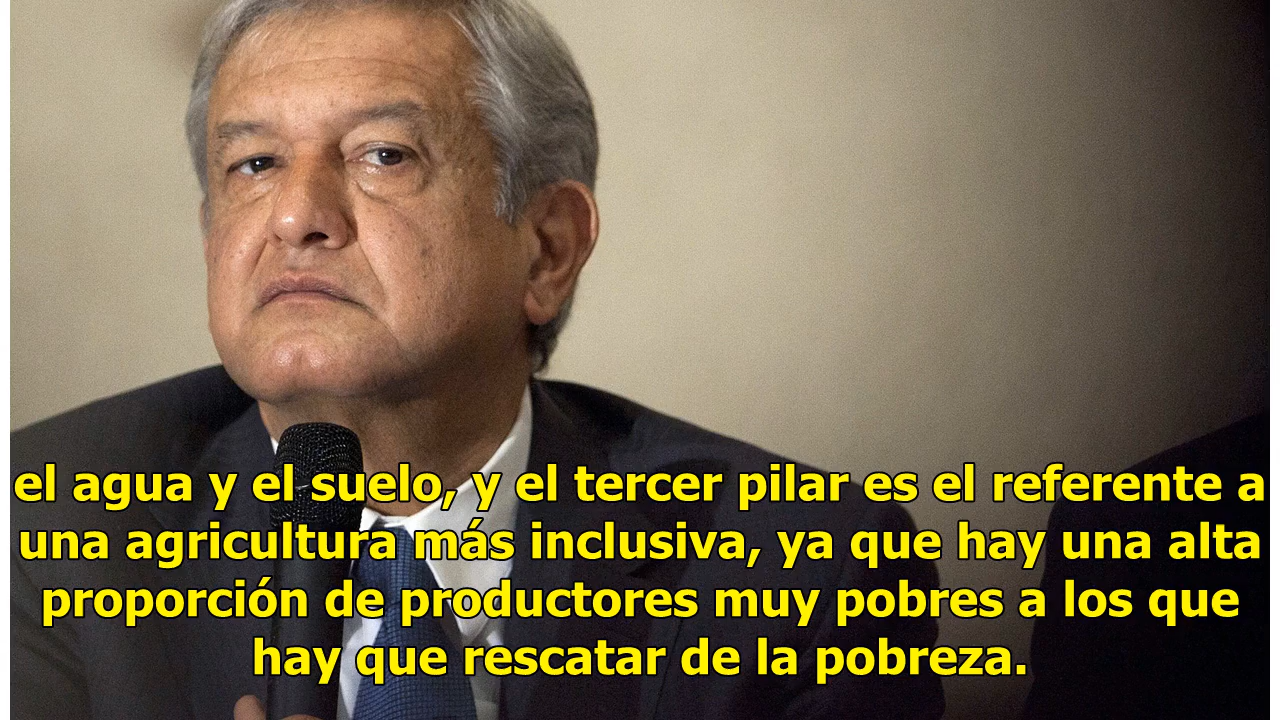 el agua y el suelo, y el tercer pilar es el referente a
una agricultura más inclusiva, ya que hay una alta
proporción de productores muy pobres a los que
hay que rescatar de la pobreza.